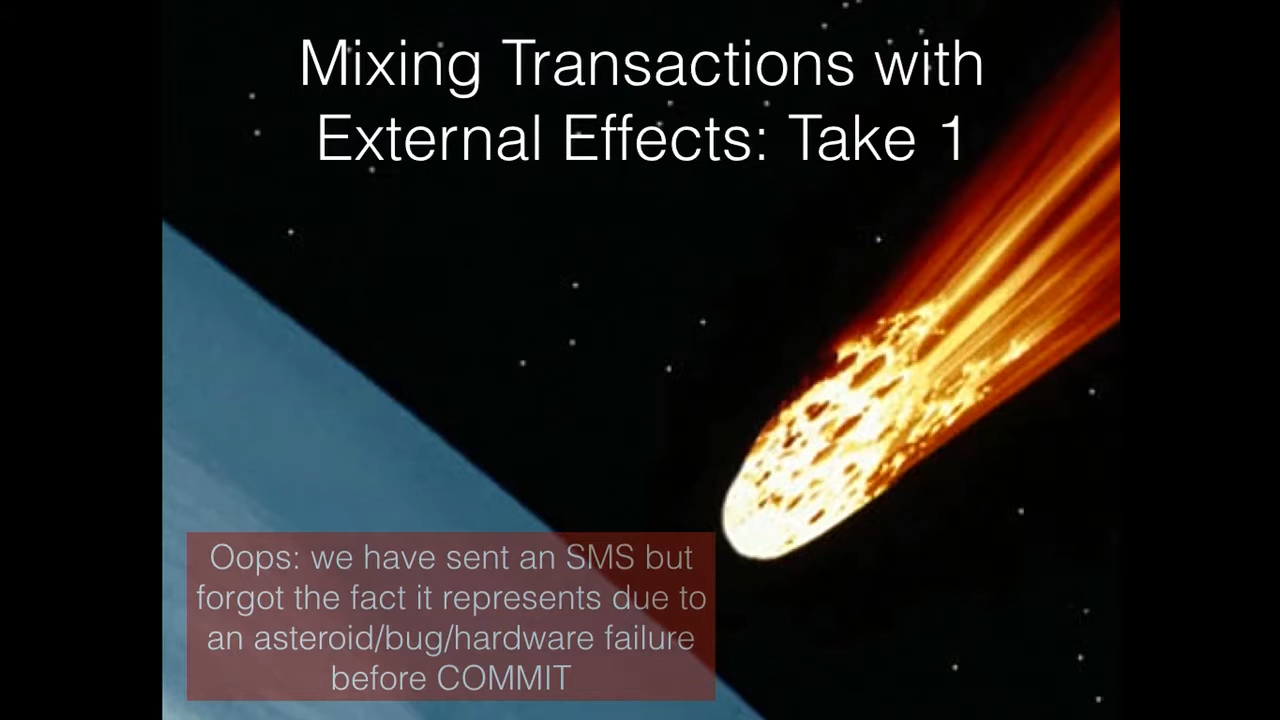 Mixing Transactions with
External Effects: Take 1
Oops: we have sent an SMS but
forgot the fact it represents due to
an asteroid/bug/hardware failure
before COMMIT